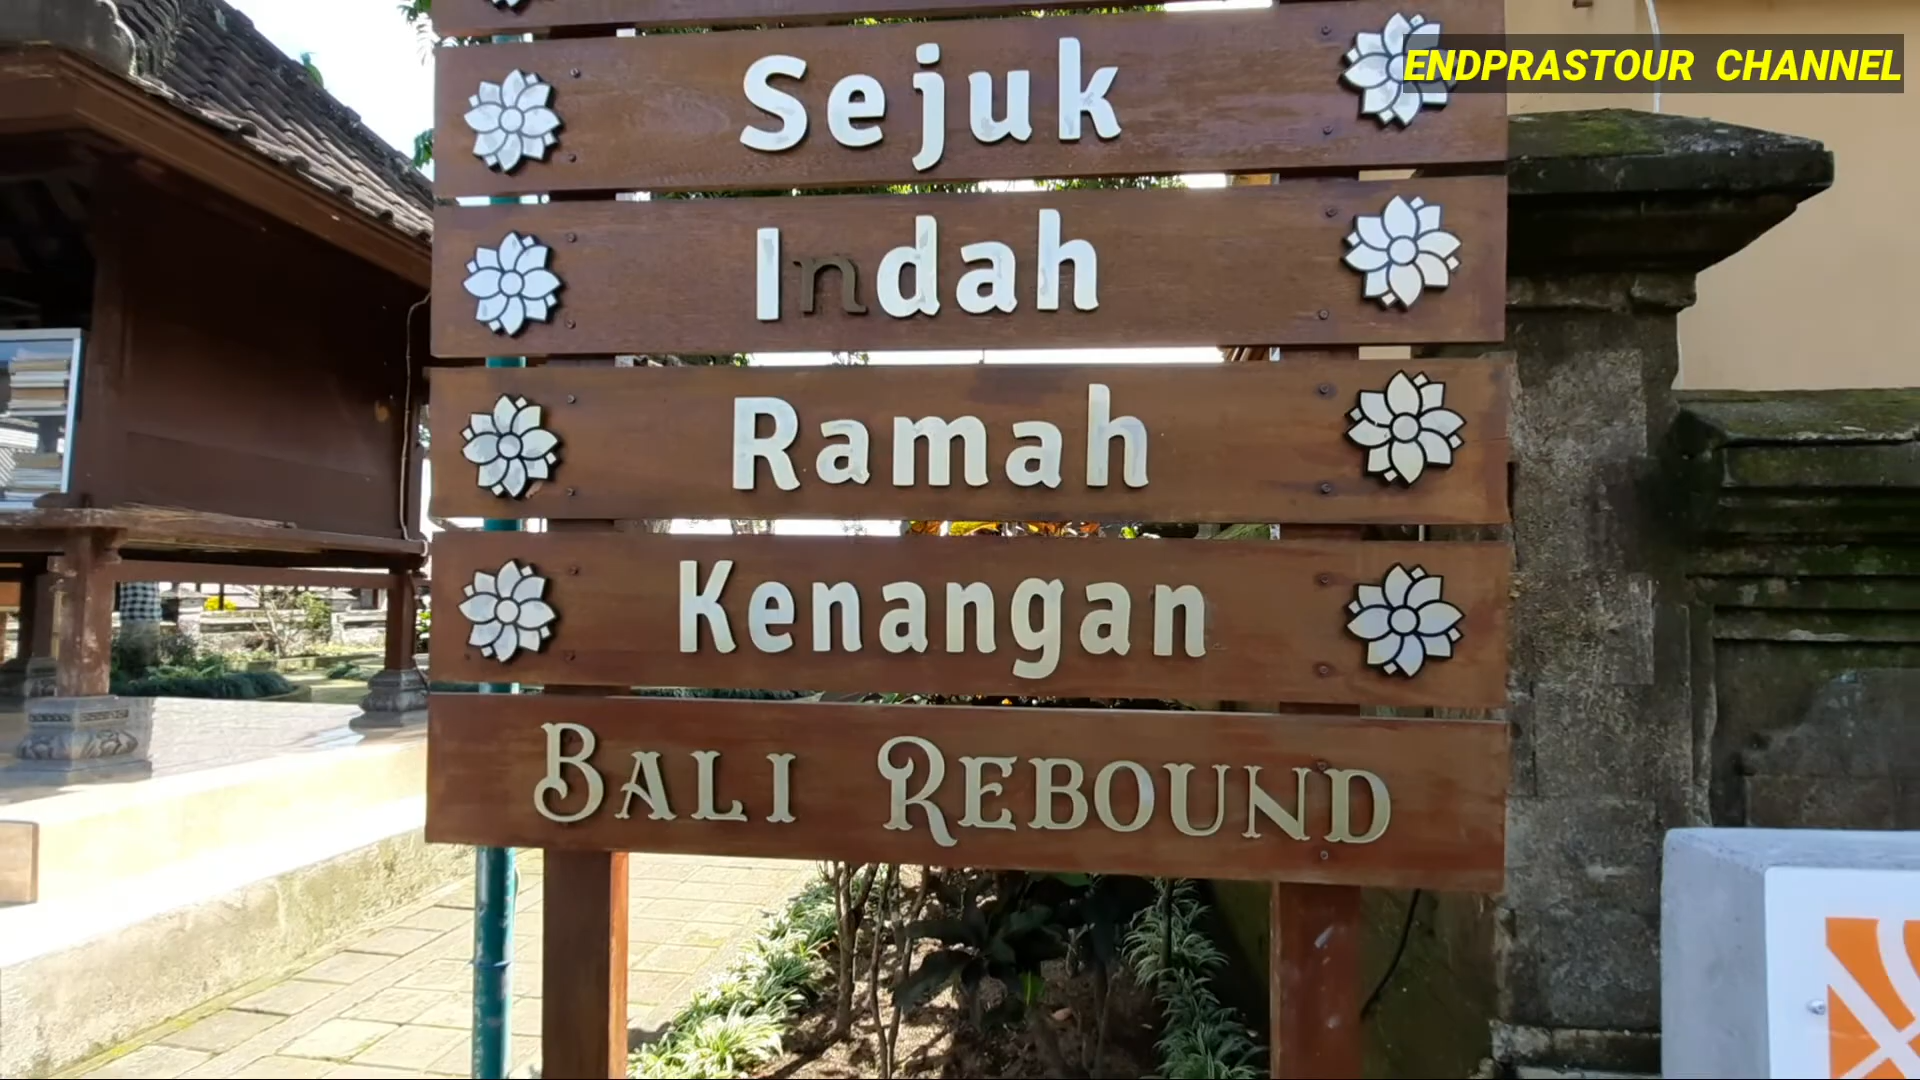 ENDPRASTOUR CHANNEL
Sejuk
Indah
Ramah
Kenangan
BALI REBOUND